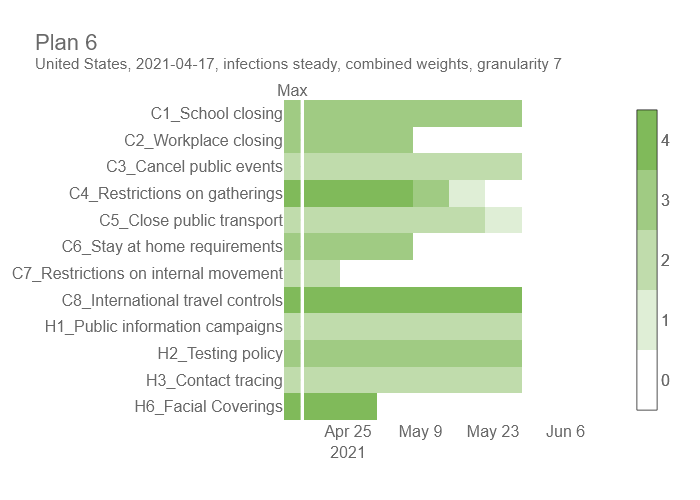 Plan 6
United States, 2021-04-17, infections steady, combined weights, granularity 7
Max
C1_School closing
C2_Workplace closing
C3_Cancel public events
C4_Restrictions on gatherings
C5_Close public transport
C6_Stay at home requirements
C7_Restrictions on internal movement
C8_International travel controls
H1_Public information campaigns
H2_Testing policy
H3_Contact tracing
H6_Facial Coverings
Apr 25 May 9 May 23 Jun 6
2021
4
3
2
1
0